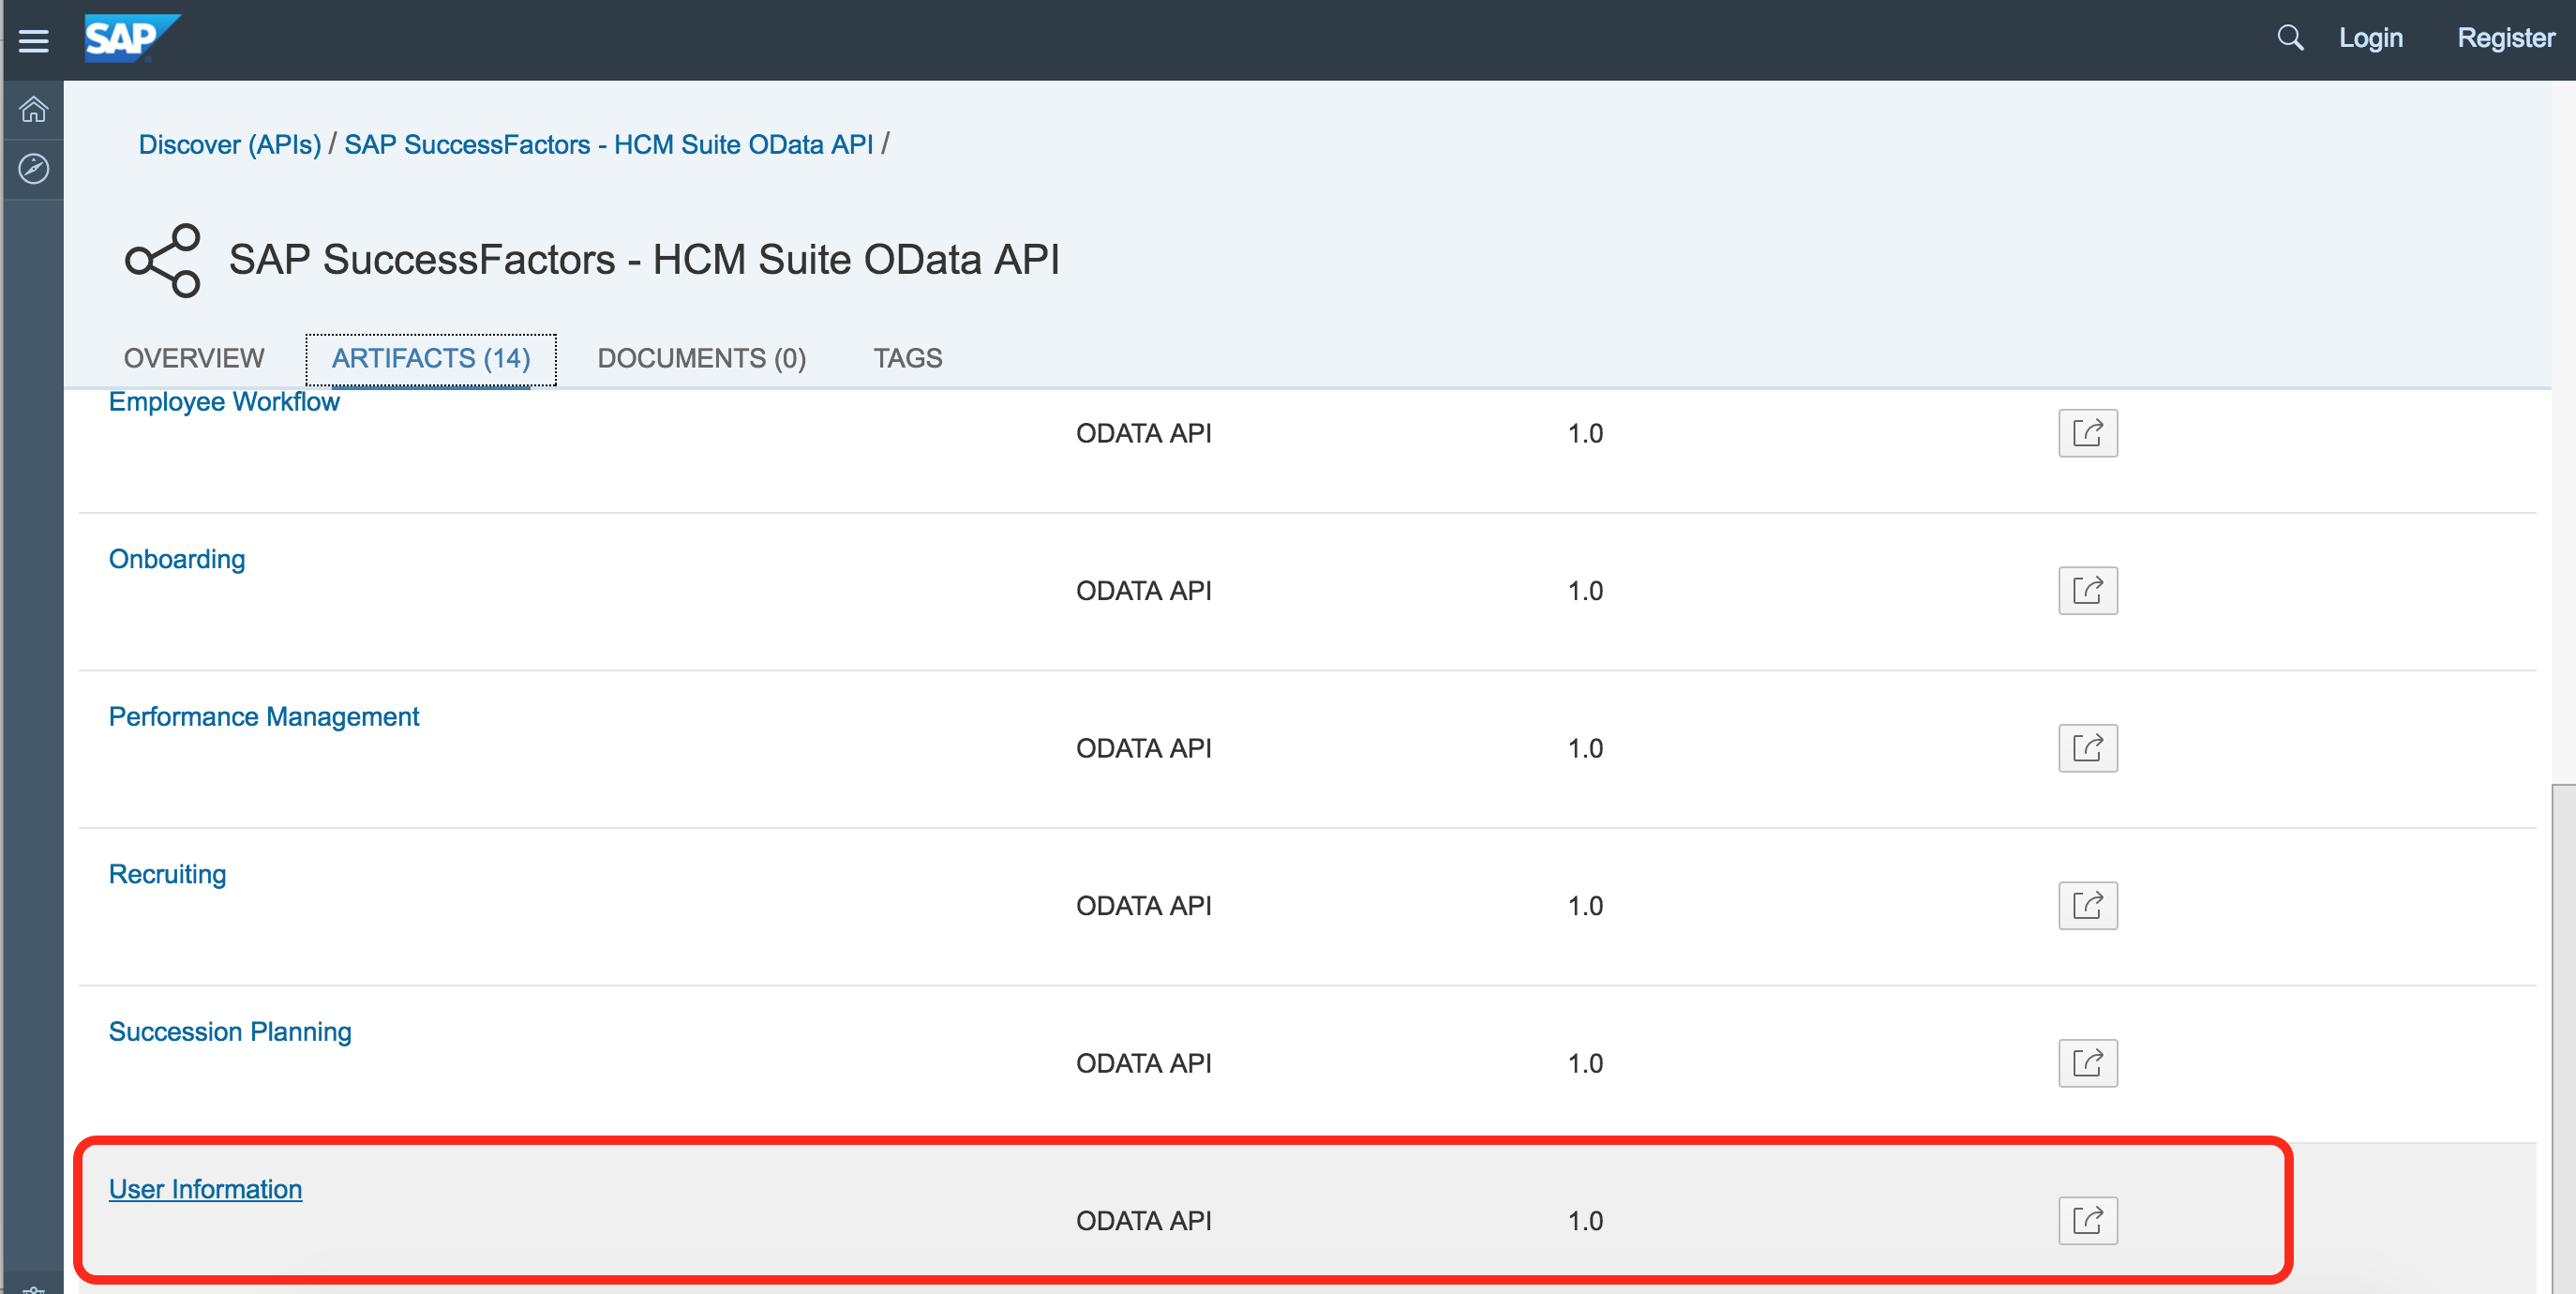 SAP
Login Register
Discover (APIs) / SAP SuccessFactors - HCM Suite OData API /
SAP SuccessFactors - HCM Suite OData API
OVERVIEW ARTIFACTS (14) DOCUMENTS (0) TAGS
Employee Workflow
ODATA API 1.0
Onboarding
ODATA API 1.0
Performance Management
ODATA API 1.0
Recruiting
ODATA API 1.0
Succession Planning
ODATA API 1.0
User Information
ODATA API 1.0